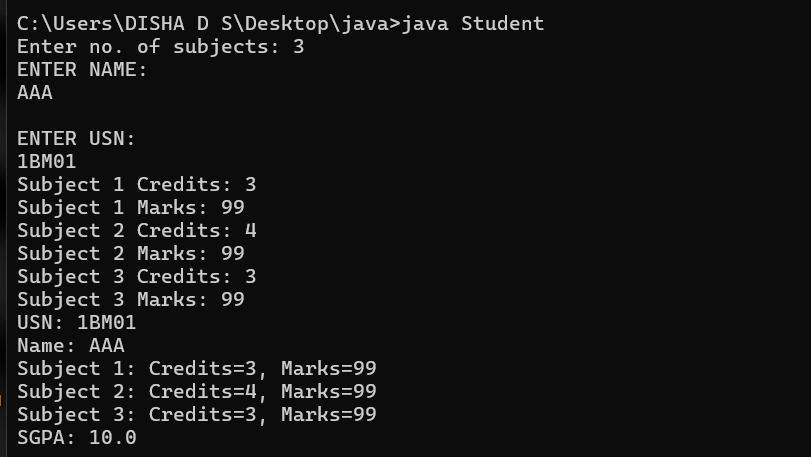 C:\Users\DISHA D S\Desktop\java>java Student
Enter no. of subjects: 3
ENTER NAME:
AAA
ENTER USN:
1BM01
Subject 1 Credits: 3
Subject 1 Marks: 99
Subject 2 Credits: 4
Subject 2 Marks: 99
Subject 3 Credits: 3
Subject 3 Marks: 99
USN: 1BM01
Name: AAA
Subject 1: Credits=3, Marks=99
Subject 2: Credits=4, Marks=99
Subject 3: Credits=3, Marks=99
SGPA: 10.0